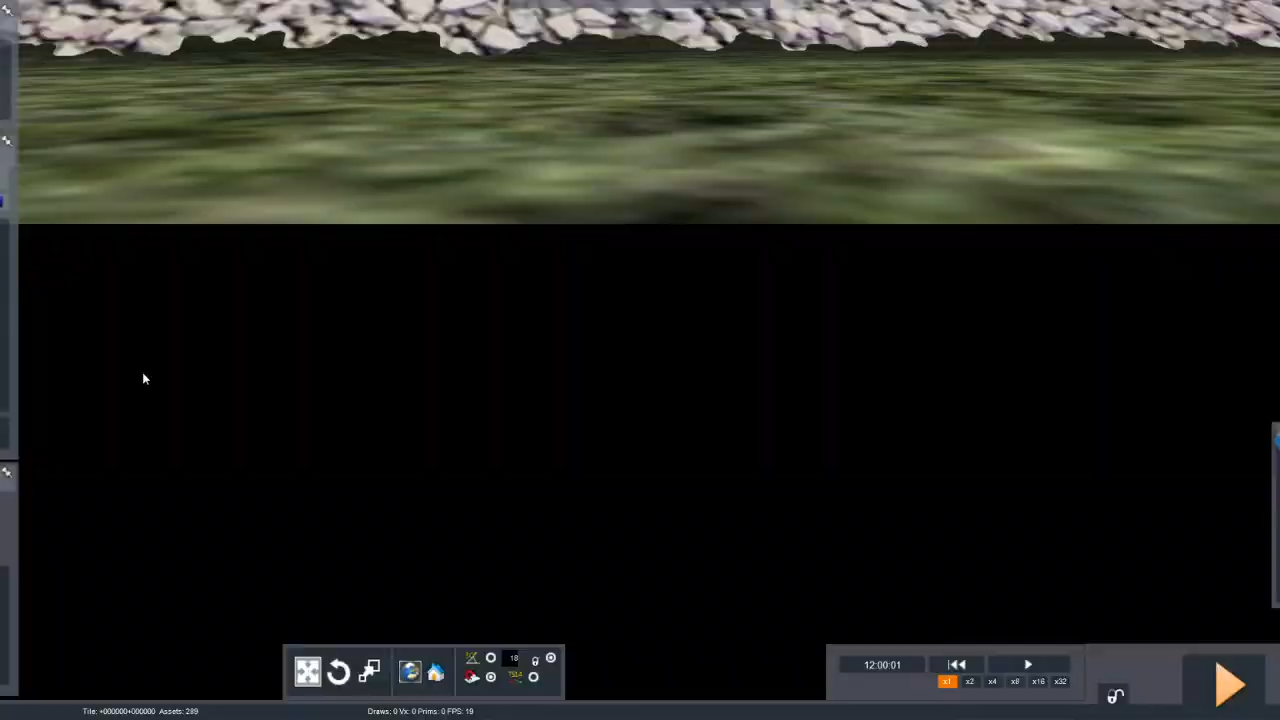 18
12:00:01
x1 x2 x4 x8 x16 x32
Tile: +000000+000000 Assets: 289
Draws: 0 Vx: 0 Prims: 0 FPS: 19